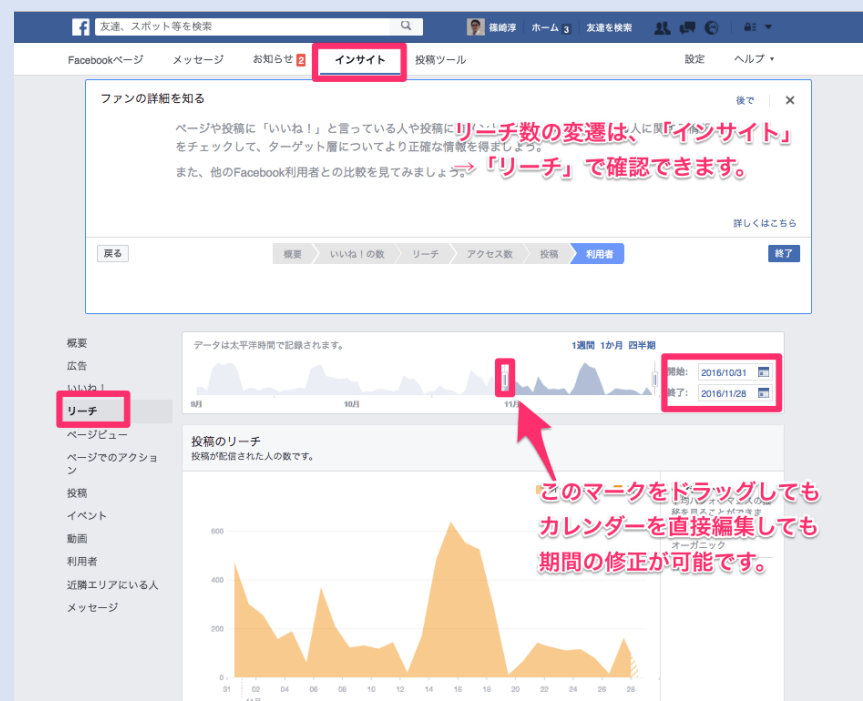 f
友達、スポット等を検索
篠崎淳 ホーム 3 友達を検索
Facebookページ メッセージ お知らせ 2 インサイト 投稿ツール 設定 ヘルプ
ファンの詳細を知る 後で
ページや投稿に「いいね！」と言っている人や投稿に
をチェックして、ターゲット層についてより正確な情報を得ましょう。
また、他のFacebook利用者との比較を見てみましょう。
リーチ数の変遷は、「インサイト」
→「リーチ」で確認できます。
詳しくはこちら
戻る 概要 いいね！の数 リーチ アクセス数 投稿 利用者 終了
概要
広告
いいね！
リーチ
ページビュー
ページでのアクショ
ン
投稿
イベント
動画
利用者
近隣エリアにいる人
メッセージ
データは太平洋時間で記録されます。 1週間 1か月 四半期
開始: 2016/10/31
終了: 2016/11/28
9月 10月 11月
投稿のリーチ
投稿が配信された人の数です。
このマークをドラッグしても
カレンダーを直接編集しても
期間の修正が可能です。
オーガニック
600
400
200
0
31 02 04 06 08 10 12 14 16 18 20 22 24 26 28
11月